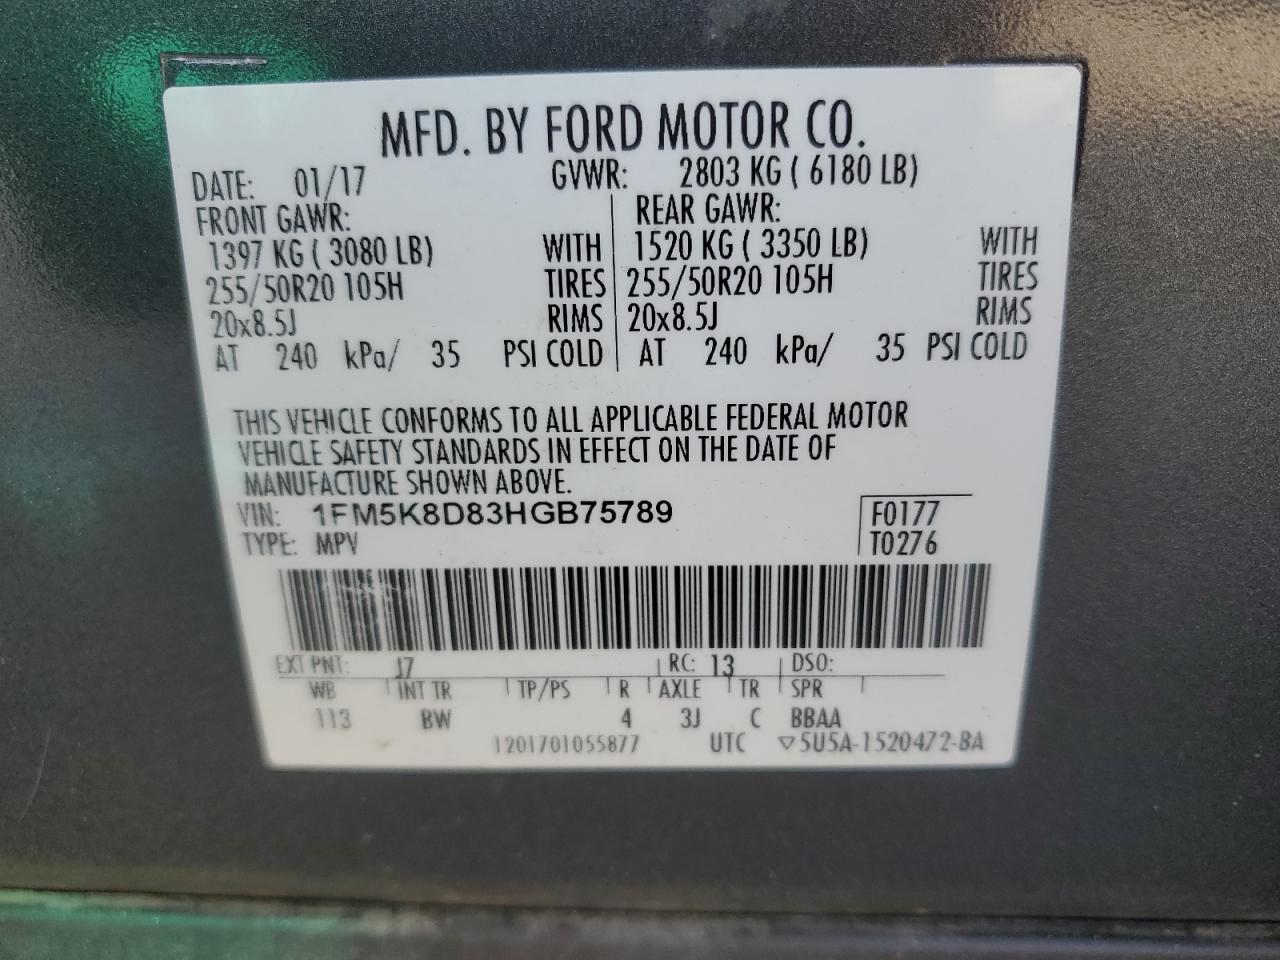 MFD. BY FORD MOTOR CO.
DATE: 01/17 GVWR: 2803 KG ( 6180 LB)
FRONT GAWR: REAR GAWR:
1397 KG ( 3080 LB) WITH 1520 KG ( 3350 LB) WITH
255/50R20 105H TIRES 255/50R20 105H TIRES
20x8.5J RIMS 20x8.5J RIMS
AT 240 kPa/ 35 PSI COLD AT 240 kPa/ 35 PSI COLD
THIS VEHICLE CONFORMS TO ALL APPLICABLE FEDERAL MOTOR
VEHICLE SAFETY STANDARDS IN EFFECT ON THE DATE OF
MANUFACTURE SHOWN ABOVE.
VIN: 1FM5K8D83HGB75789 F0177
TYPE: MPV T0276
EXT PNT: J7 RC: 13 DSO:
WB INT TR TP/PS R AXLE TR SPR
113 BW 4 3J C BBAA
1201701055877 UTC ▽5U5A-1520472-BA